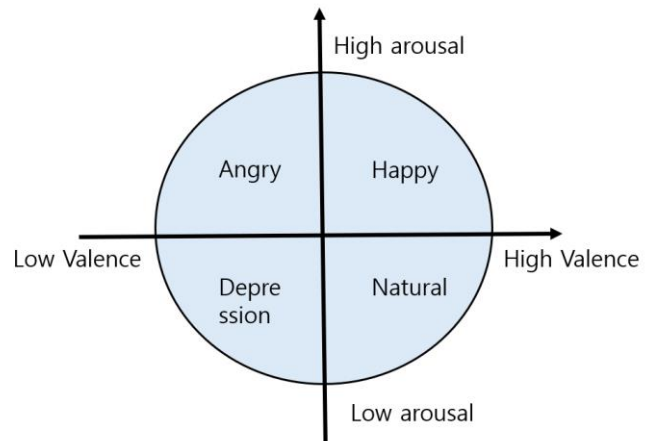 High arousal
Angry
Happy
Low Valence
High Valence
Depre
ssion
Natural
Low arousal